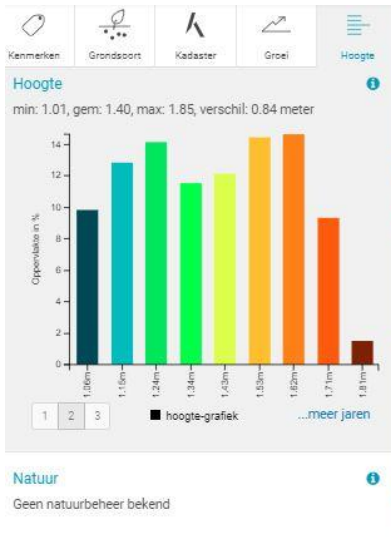 Kenmerken Grondsoort Kadaster Groei Hoogte
Hoogte
min: 1.01, gem: 1.40, max: 1.85, verschil: 0.84 meter
Oppervlakte in %
14
12
10
8
6
4
2
0
1,06m 1,15m 1,24m 1,34m 1,43m 1,53m 1,62m 1,71m 1,81m
1 2 3 hoogte-grafiek ...meer jaren
Natuur
Geen natuurbeheer bekend